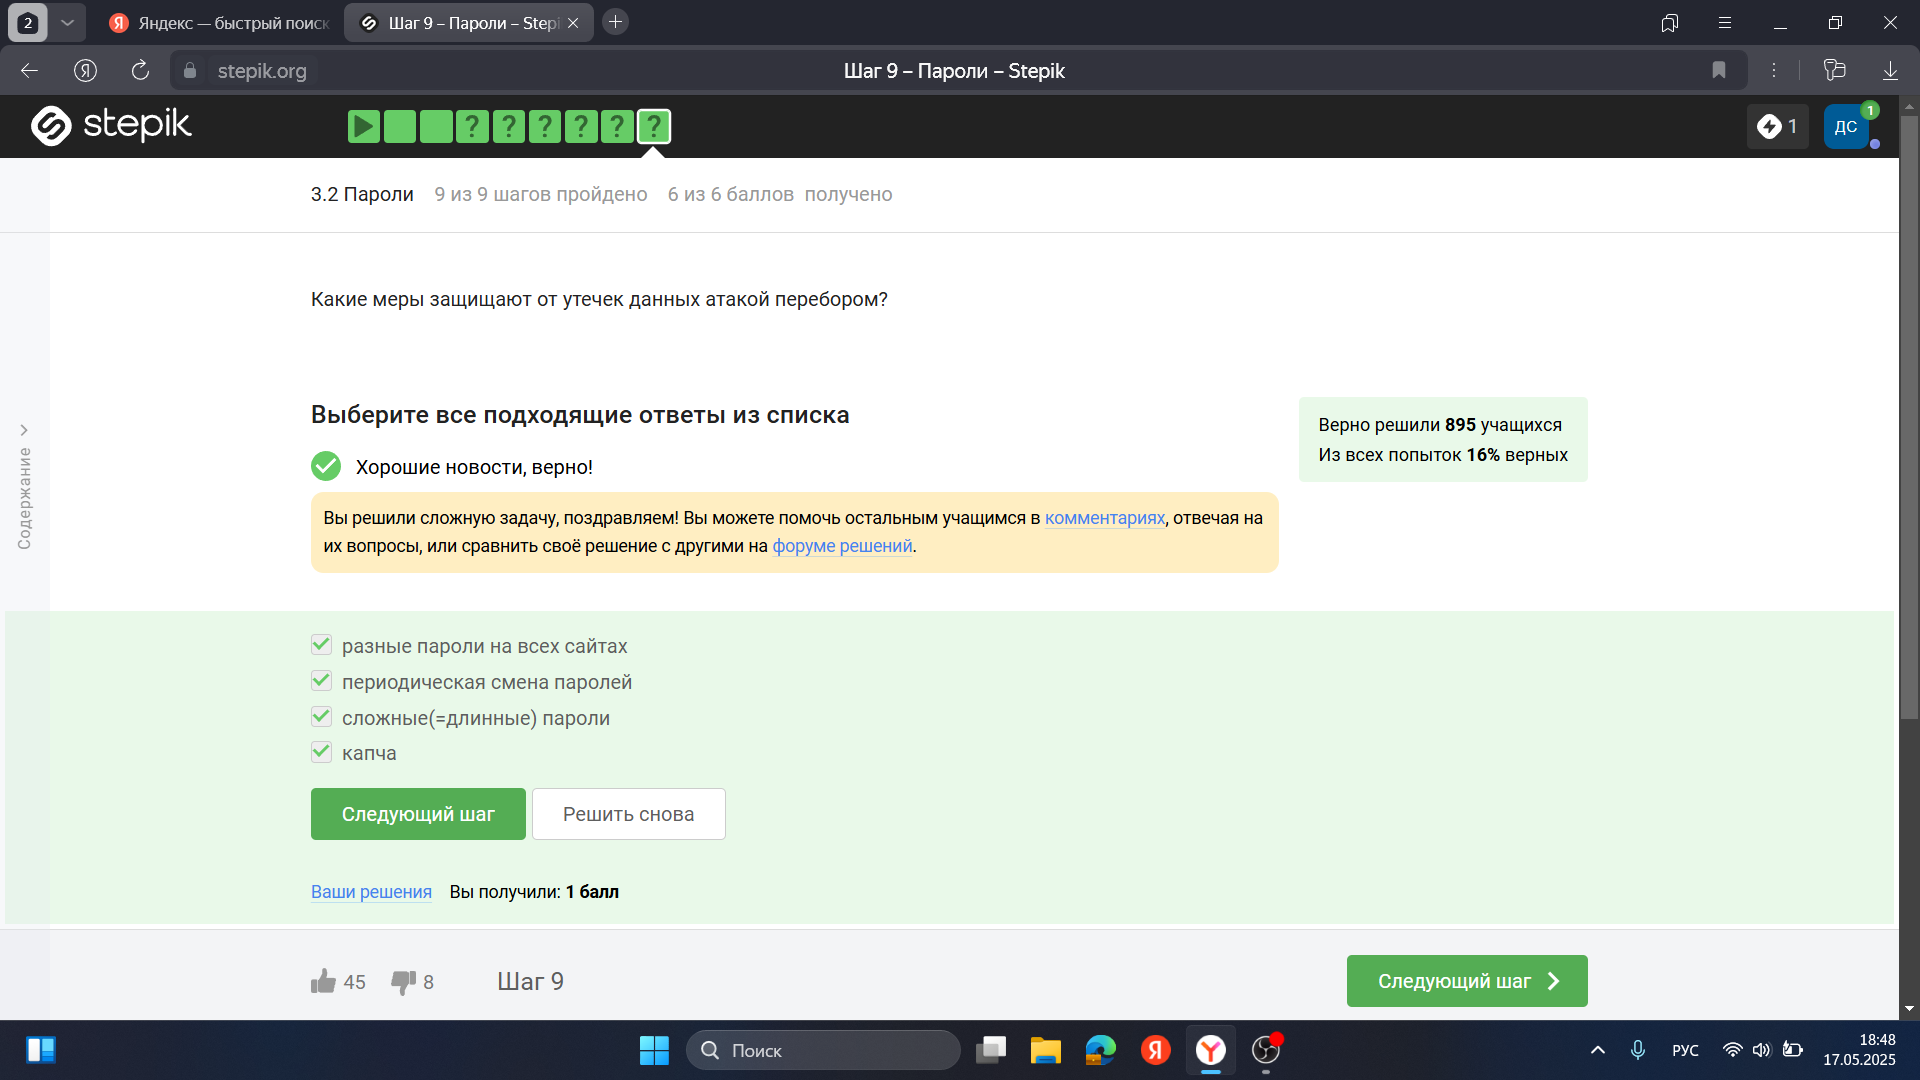 2
Яндекс — быстрый поиск
Шаг 9 – Пароли – Stepi
stepik.org
Шаг 9 – Пароли – Stepik
stepik
? ? ? ? ? ?
1
ДС
1
3.2 Пароли 9 из 9 шагов пройдено 6 из 6 баллов получено
Какие меры защищают от утечек данных атакой перебором?
Содержание
Выберите все подходящие ответы из списка
Хорошие новости, верно!
Верно решили 895 учащихся
Из всех попыток 16% верных
Вы решили сложную задачу, поздравляем! Вы можете помочь остальным учащимся в комментариях, отвечая на
их вопросы, или сравнить своё решение с другими на форуме решений.
разные пароли на всех сайтах
периодическая смена паролей
сложные(=длинные) пароли
капча
Следующий шаг
Решить снова
Ваши решения Вы получили: 1 балл
45 8 Шаг 9
Следующий шаг
Поиск
РУС
18:48
17.05.2025